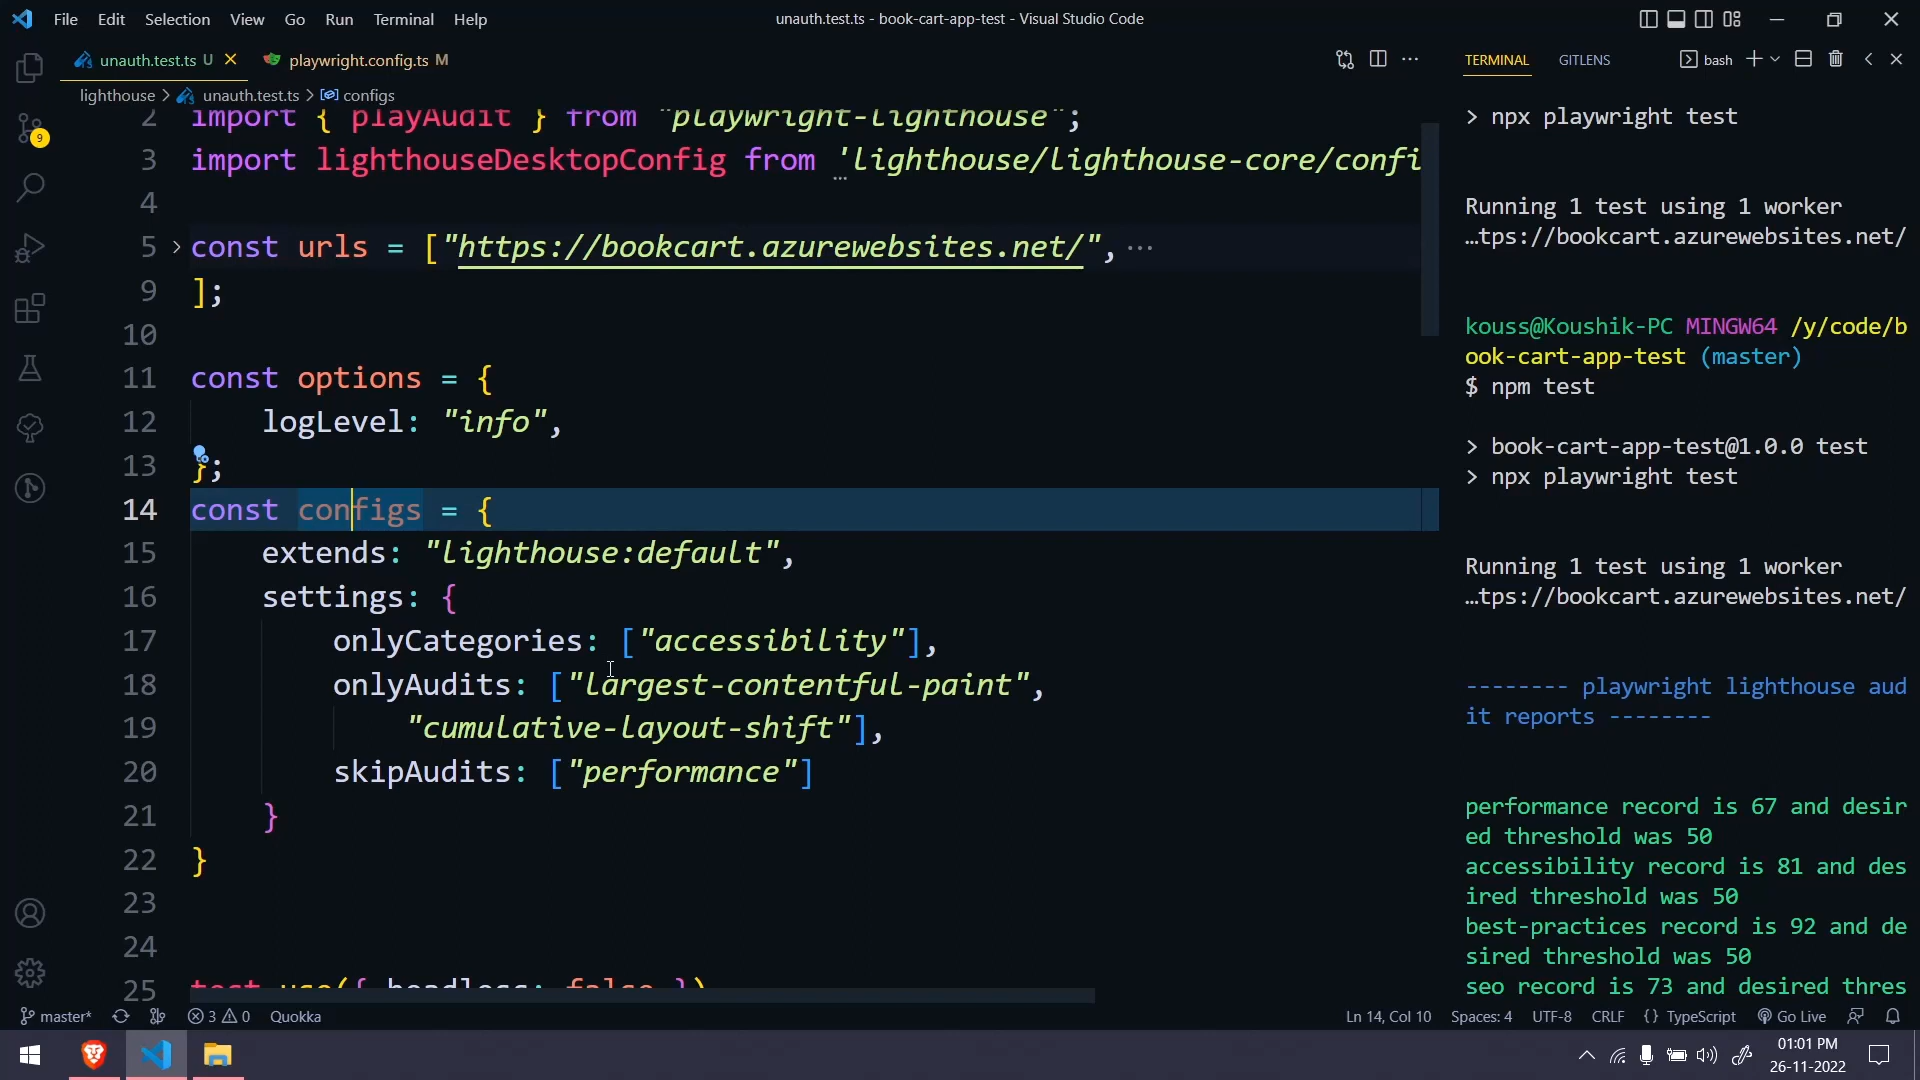 File Edit Selection View Go Run Terminal Help
unauth.test.ts - book-cart-app-test - Visual Studio Code
unauth.test.ts U
playwright.config.ts M
lighthouse > unauth.test.ts > configs
2 import { playAudit } from "playwright-lighthouse";
3 import lighthouseDesktopConfig from 'lighthouse/lighthouse-core/confi
4
5 const urls = ["https://bookcart.azurewebsites.net/", ···
9 ];
10
11 const options = {
12 logLevel: "info",
13 };
14 const configs = {
15 extends: "lighthouse:default",
16 settings: {
17 onlyCategories: ["accessibility"],
18 onlyAudits: ["largest-contentful-paint",
19 "cumulative-layout-shift"],
20 skipAudits: ["performance"]
21 }
22 }
23
24
25 test.use({ headless: false })
TERMINAL GITLENS bash
> npx playwright test
Running 1 test using 1 worker
…tps://bookcart.azurewebsites.net/
kouss@Koushik-PC MINGW64 /y/code/b
ook-cart-app-test (master)
$ npm test
> book-cart-app-test@1.0.0 test
> npx playwright test
Running 1 test using 1 worker
…tps://bookcart.azurewebsites.net/
-------- playwright lighthouse aud
it reports --------
performance record is 67 and desir
ed threshold was 50
accessibility record is 81 and des
ired threshold was 50
best-practices record is 92 and de
sired threshold was 50
seo record is 73 and desired thres
9
master* 3 0 Quokka
Ln 14, Col 10 Spaces: 4 UTF-8 CRLF {} TypeScript Go Live
01:01 PM
26-11-2022